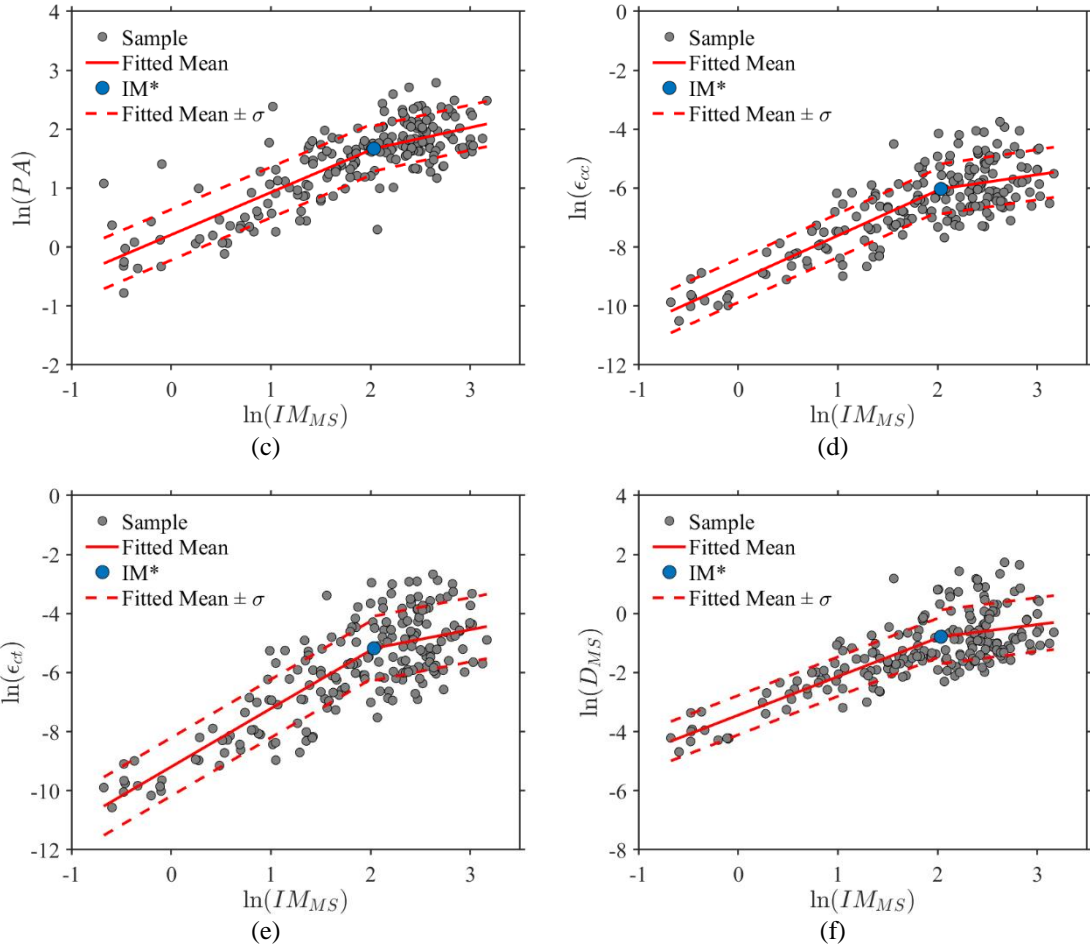 4
3
2
1
0
-1
-2
ln(PA)
Sample
Fitted Mean
IM*
Fitted Mean ± σ
-1 0 1 2 3
ln(IM_MS)
(c)
0
-2
-4
-6
-8
-10
-12
ln(ϵ_cc)
Sample
Fitted Mean
IM*
Fitted Mean ± σ
-1 0 1 2 3
ln(IM_MS)
(d)
0
-2
-4
-6
-8
-10
-12
ln(ϵ_ct)
Sample
Fitted Mean
IM*
Fitted Mean ± σ
-1 0 1 2 3
ln(IM_MS)
(e)
4
2
0
-2
-4
-6
-8
ln(D_MS)
Sample
Fitted Mean
IM*
Fitted Mean ± σ
-1 0 1 2 3
ln(IM_MS)
(f)